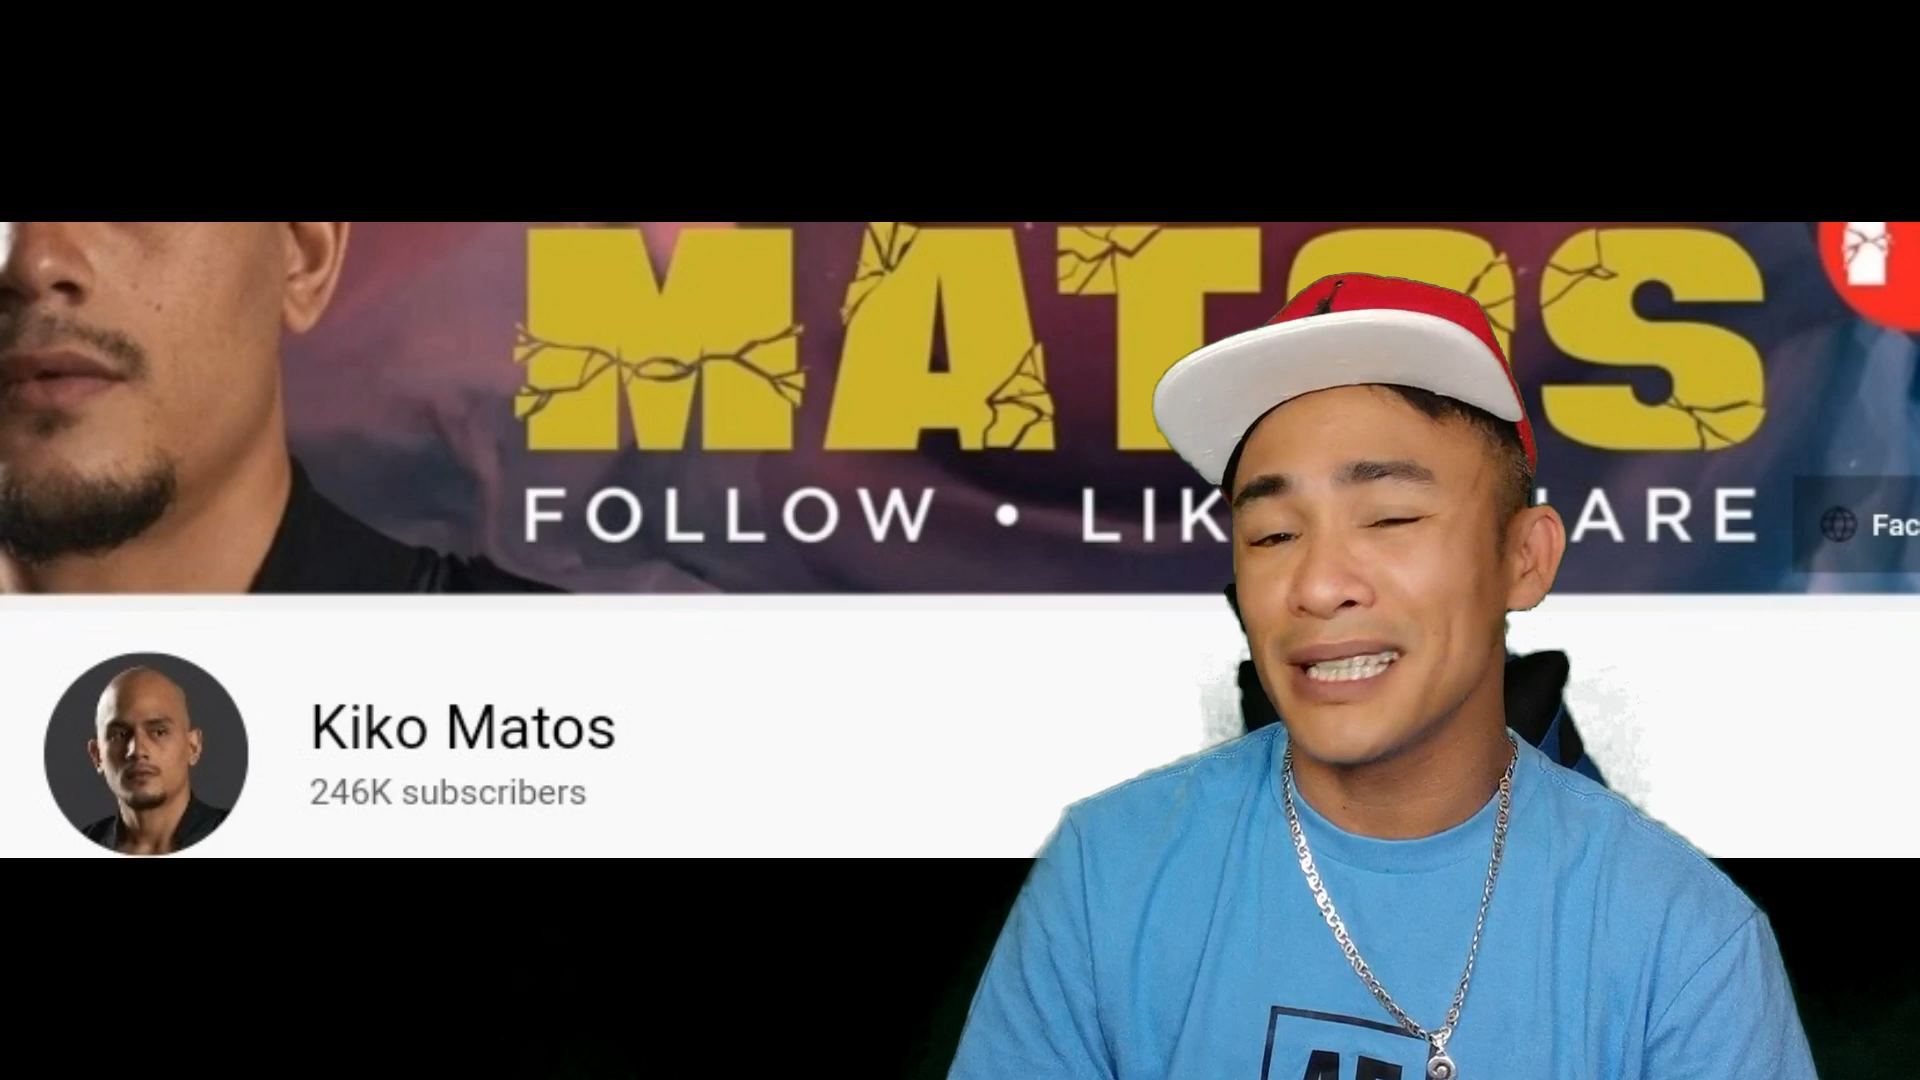 MATOS
FOLLOW • LIK ARE
Fac
Kiko Matos
246K subscribers